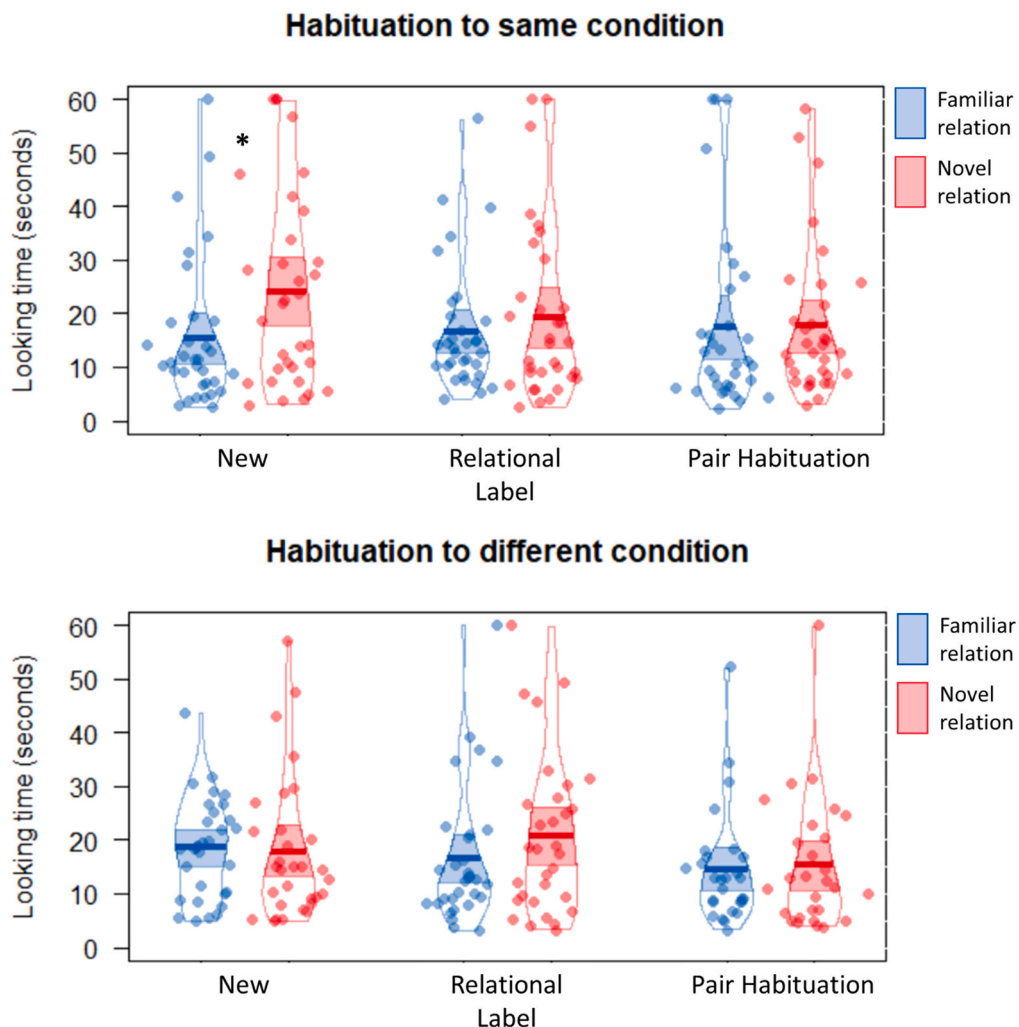 Habituation to same condition
Looking time (seconds)
60
50
40
30
20
10
0
*
Familiar
relation
Novel
relation
New
Relational
Pair Habituation
Label
Habituation to different condition
Looking time (seconds)
60
50
40
30
20
10
0
Familiar
relation
Novel
relation
New
Relational
Pair Habituation
Label